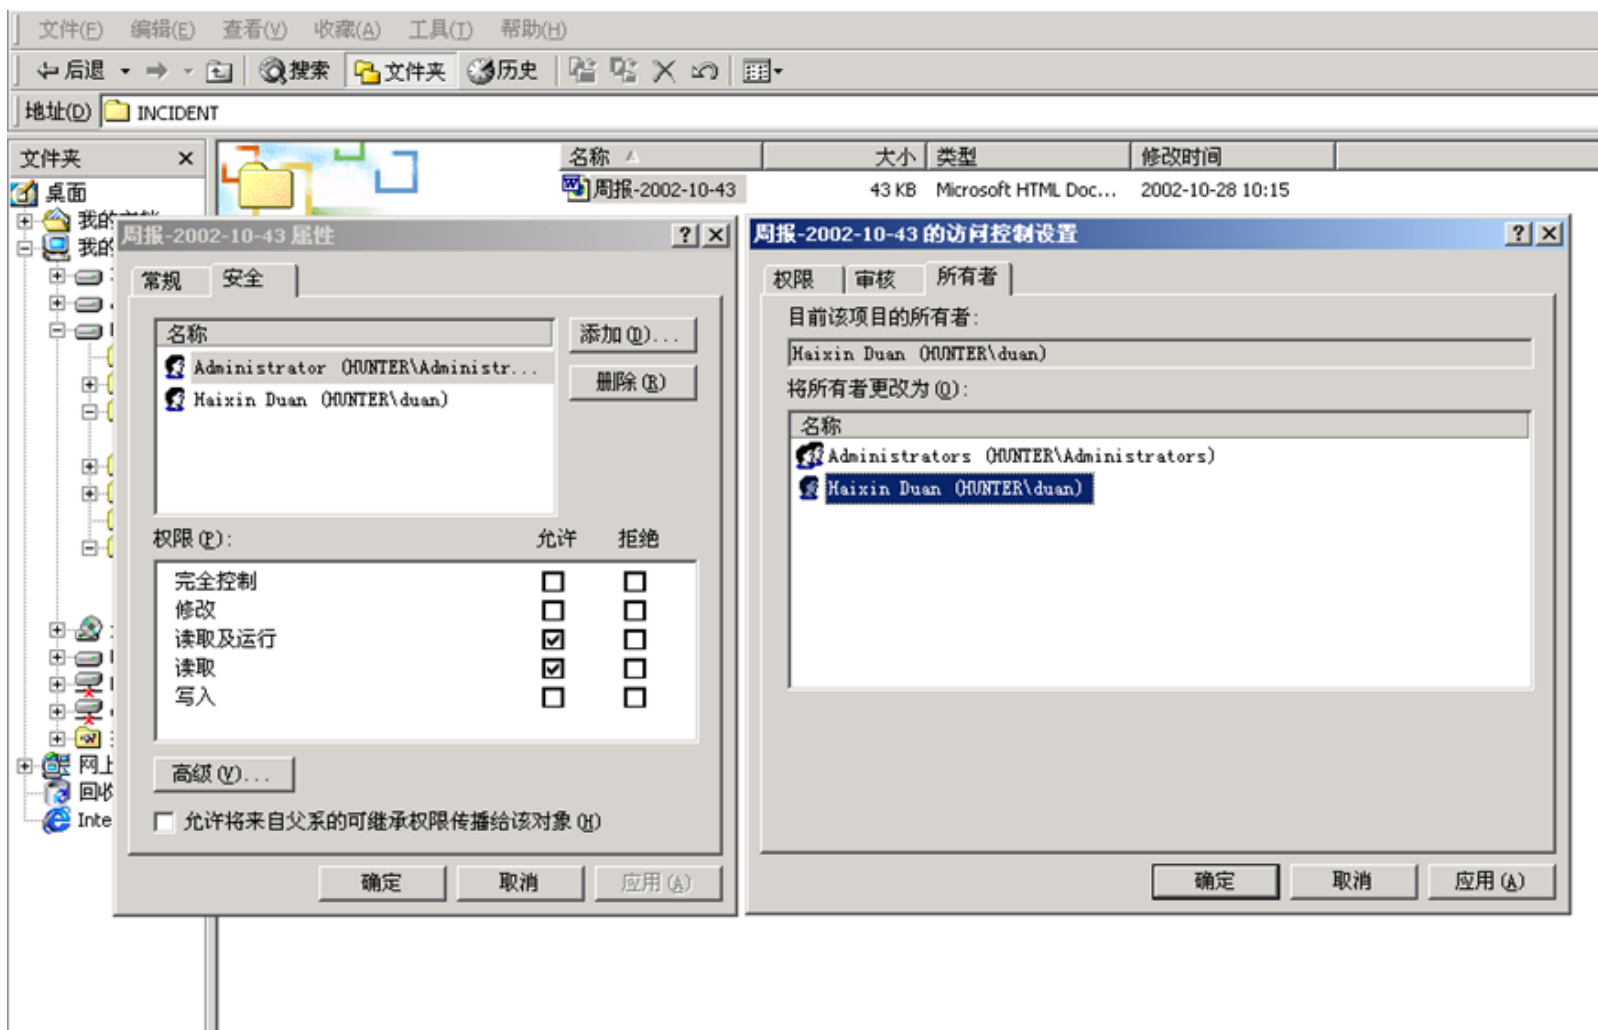 文件(F) 编辑(E) 查看(V) 收藏(A) 工具(T) 帮助(H)
后退 搜索 文件夹 历史
地址(D) INCIDENT
文件夹
名称 大小 类型 修改时间
周报-2002-10-43 43 KB Microsoft HTML Doc... 2002-10-28 10:15
桌面
我的
我的
网上
回收
Inte
周报-2002-10-43 属性
常规 安全
名称
Administrator (HUNTER\Administr...
Haixin Duan (HUNTER\duan)
添加(D)...
删除(R)
权限(P): 允许 拒绝
完全控制
修改
读取及运行
读取
写入
高级(V)...
允许将来自父系的可继承权限传播给该对象(H)
确定 取消 应用(A)
周报-2002-10-43 的访问控制设置
权限 审核 所有者
目前该项目的所有者:
Haixin Duan (HUNTER\duan)
将所有者更改为(O):
名称
Administrators (HUNTER\Administrators)
Haixin Duan (HUNTER\duan)
确定 取消 应用(A)